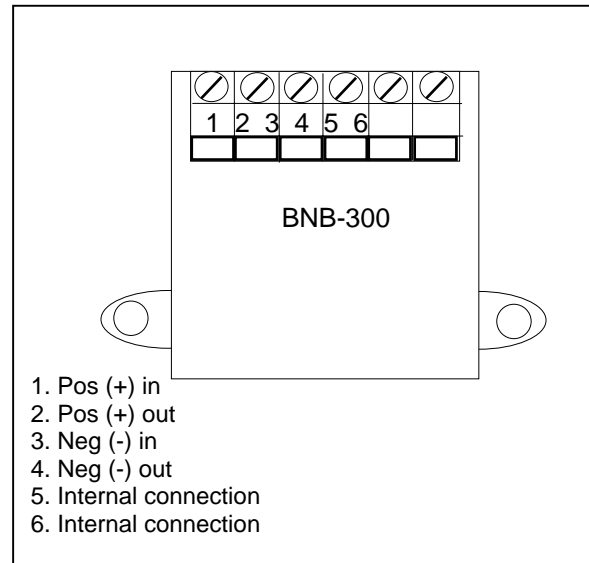 1 2 3 4 5 6
BNB-300
1. Pos (+) in
2. Pos (+) out
3. Neg (-) in
4. Neg (-) out
5. Internal connection
6. Internal connection